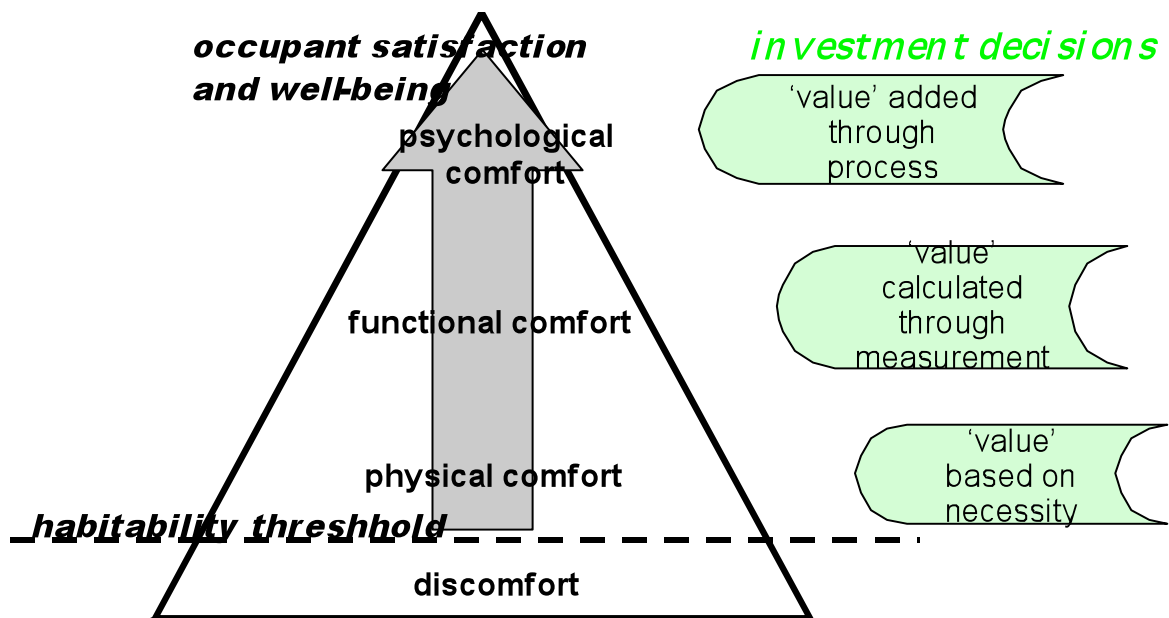 occupant satisfaction
and well-being
investment decisions
‘value’ added
through
process
psychological
comfort
‘value’
calculated
through
measurement
functional comfort
‘value’
based on
necessity
physical comfort
habitability threshhold
discomfort